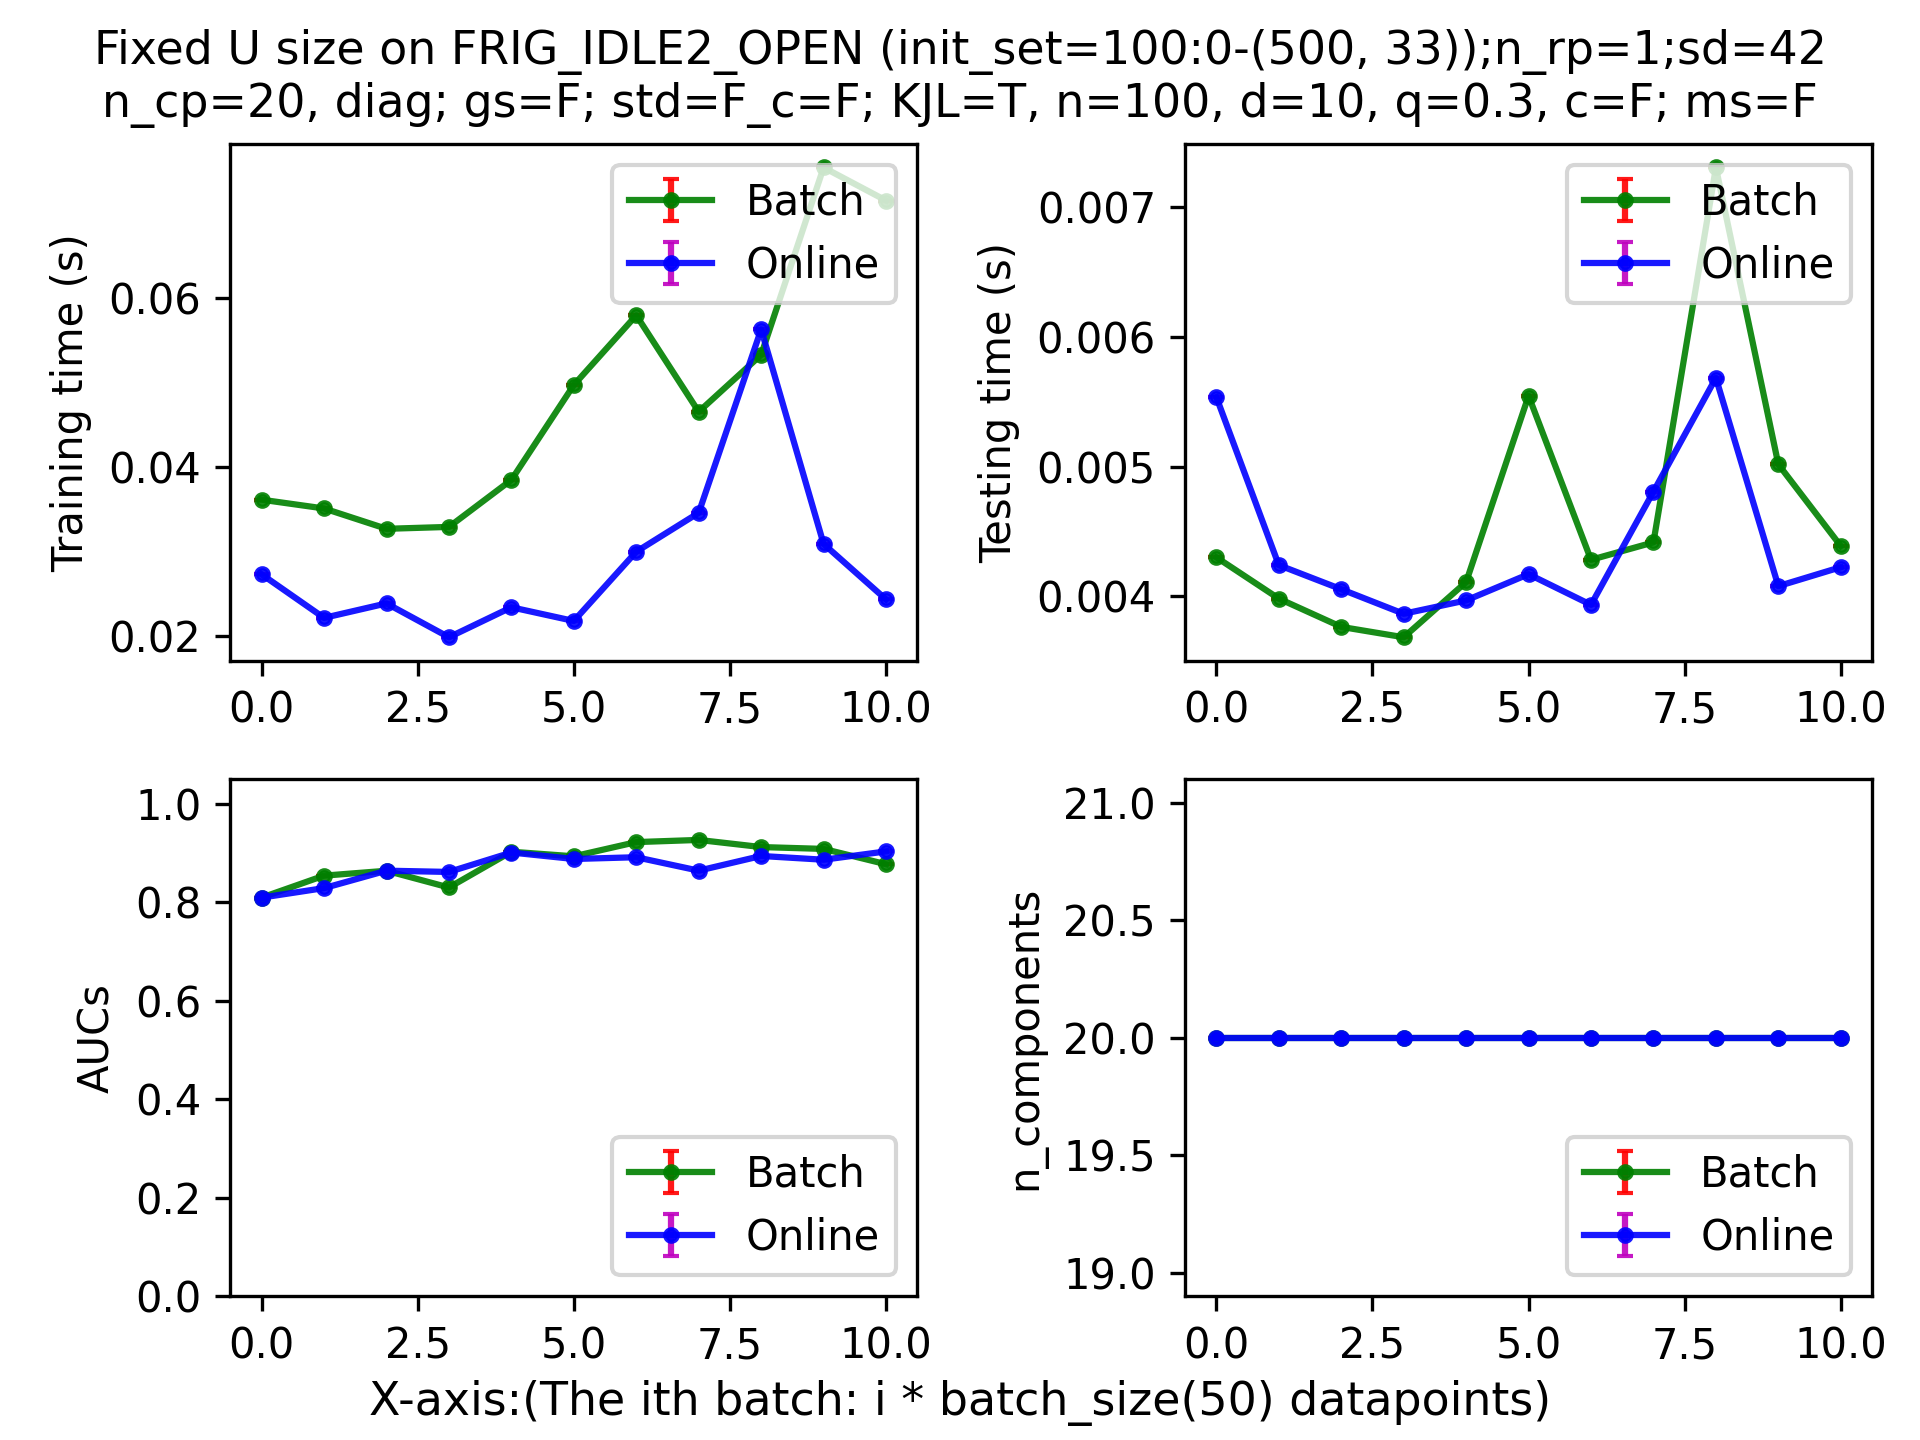 Fixed U size on FRIG_IDLE2_OPEN (init_set=100:0-(500, 33));n_rp=1;sd=42
n_cp=20, diag; gs=F; std=F_c=F; KJL=T, n=100, d=10, q=0.3, c=F; ms=F
Training time (s)
0.06
0.04
0.02
0.0 2.5 5.0 7.5 10.0
Batch
Online
Testing time (s)
0.007
0.006
0.005
0.004
0.0 2.5 5.0 7.5 10.0
Batch
Online
AUCs
1.0
0.8
0.6
0.4
0.2
0.0
0.0 2.5 5.0 7.5 10.0
Batch
Online
n_components
21.0
20.5
20.0
19.5
19.0
0.0 2.5 5.0 7.5 10.0
Batch
Online
X-axis:(The ith batch: i * batch_size(50) datapoints)